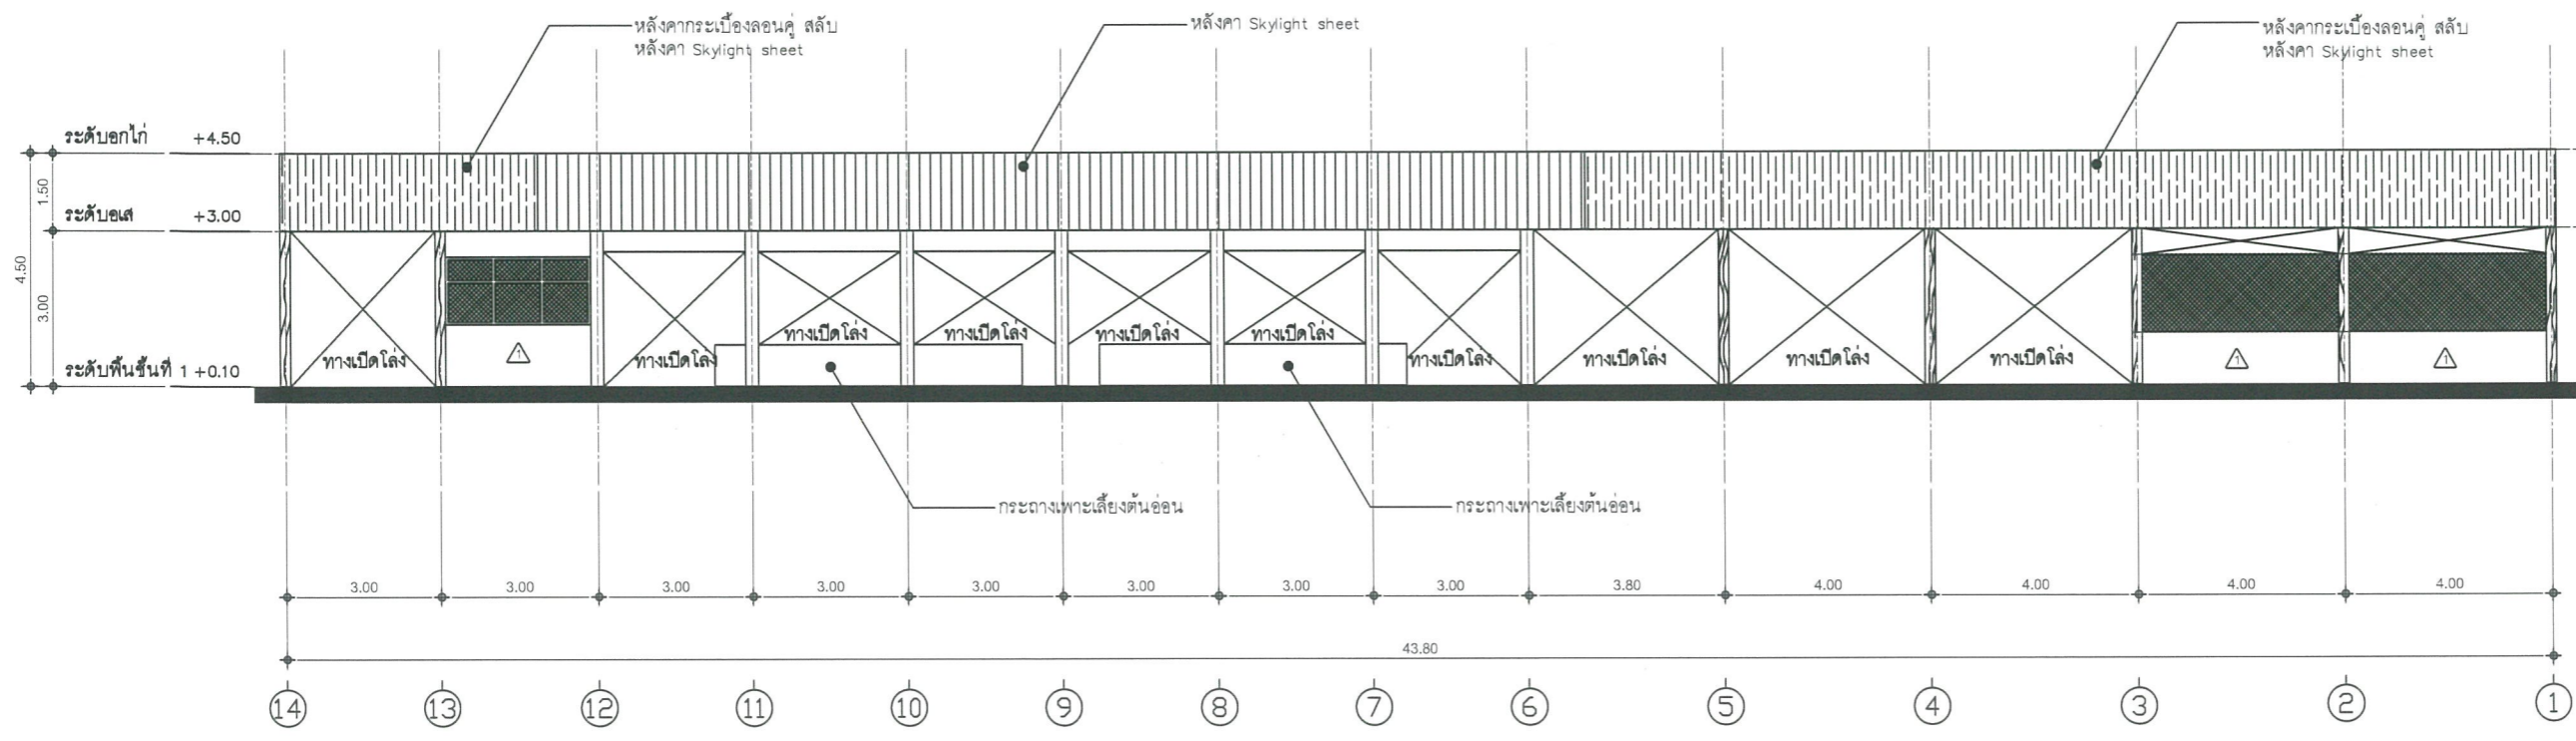 หลังคากระเบื้องลอนคู่ สลับ
หลังคา Skylight sheet
หลังคา Skylight sheet
หลังคากระเบื้องลอนคู่ สลับ
หลังคา Skylight sheet
ระดับอกไก่ +4.50
1.50
ระดับอเส +3.00
4.50
3.00
ระดับพื้นชั้นที่ 1 +0.10
ทางเปิดโล่ง
1
ทางเปิดโล่ง
ทางเปิดโล่ง
ทางเปิดโล่ง
ทางเปิดโล่ง
ทางเปิดโล่ง
ทางเปิดโล่ง
ทางเปิดโล่ง
ทางเปิดโล่ง
ทางเปิดโล่ง
1
1
กระถางเพาะเลี้ยงต้นอ่อน
กระถางเพาะเลี้ยงต้นอ่อน
3.00 3.00 3.00 3.00 3.00 3.00 3.00 3.00 3.80 4.00 4.00 4.00 4.00
43.80
14 13 12 11 10 9 8 7 6 5 4 3 2 1